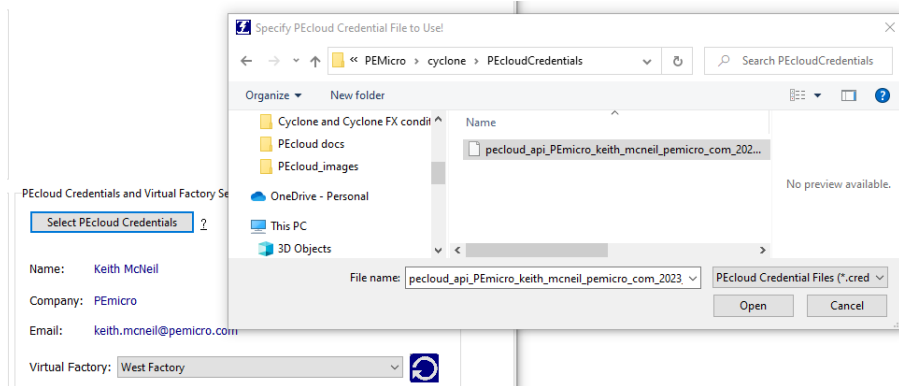 Specify PEcloud Credential File to Use!
« PEMicro › cyclone › PEcloudCredentials
Search PEcloudCredentials
Organize
New folder
Cyclone and Cyclone FX condit
PEcloud docs
PEcloud_images
OneDrive - Personal
This PC
3D Objects
Name
pecloud_api_PEmicro_keith_mcneil_pemicro_com_202...
No preview available.
File name: pecloud_api_PEmicro_keith_mcneil_pemicro_com_2023
PEcloud Credential Files (*.cred
Open
Cancel
PEcloud Credentials and Virtual Factory Se
Select PEcloud Credentials ?
Name: Keith McNeil
Company: PEmicro
Email: keith.mcneil@pemicro.com
Virtual Factory: West Factory